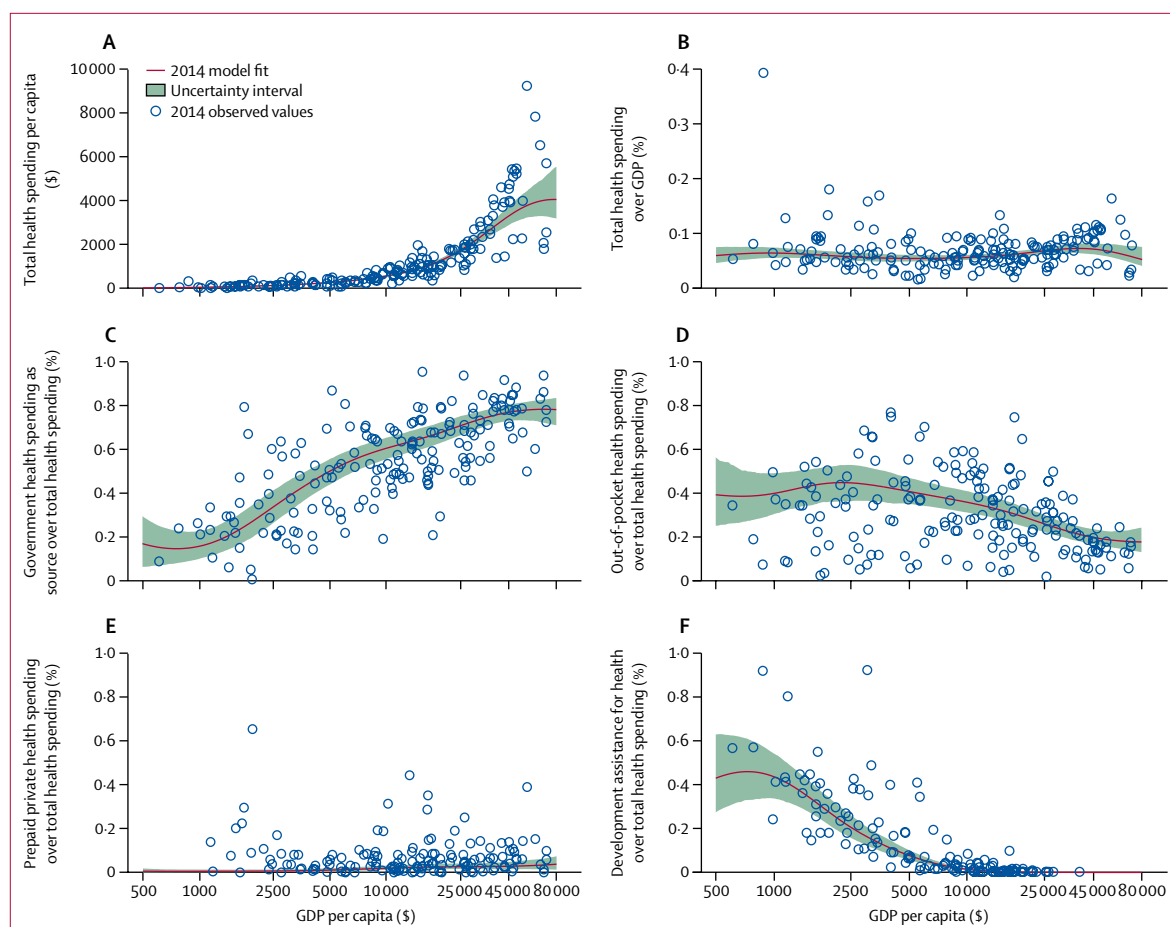 A
Total health spending per capita
($)
10 000
8000
6000
4000
2000
0
2014 model fit
Uncertainty interval
2014 observed values
B
Total health spending
over GDP (%)
0·4
0·3
0·2
0·1
0
C
Government health spending as
source over total health spending (%)
1·0
0·8
0·6
0·4
0·2
0
D
Out-of-pocket health spending
over total health spending (%)
1·0
0·8
0·6
0·4
0·2
0
E
Prepaid private health spending
over total health spending (%)
1·0
0·8
0·6
0·4
0·2
0
500 1000 2500 5000 10 000 25 000 45 000 80 000
GDP per capita ($)
F
Development assistance for health
over total health spending (%)
1·0
0·8
0·6
0·4
0·2
0
500 1000 2500 5000 10 000 25 000 45 000 80 000
GDP per capita ($)